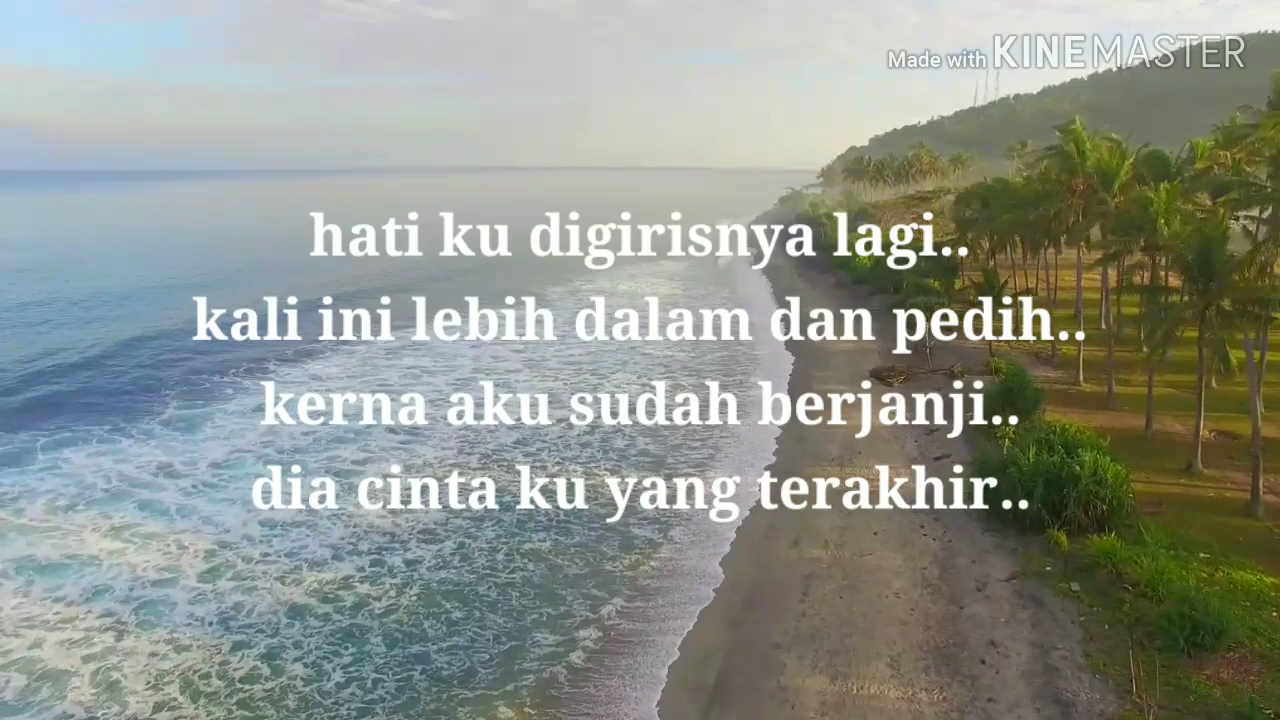 Made with KINEMASTER
hati ku digirisnya lagi..
kali ini lebih dalam dan pedih..
kerna aku sudah berjanji..
dia cinta ku yang terakhir..